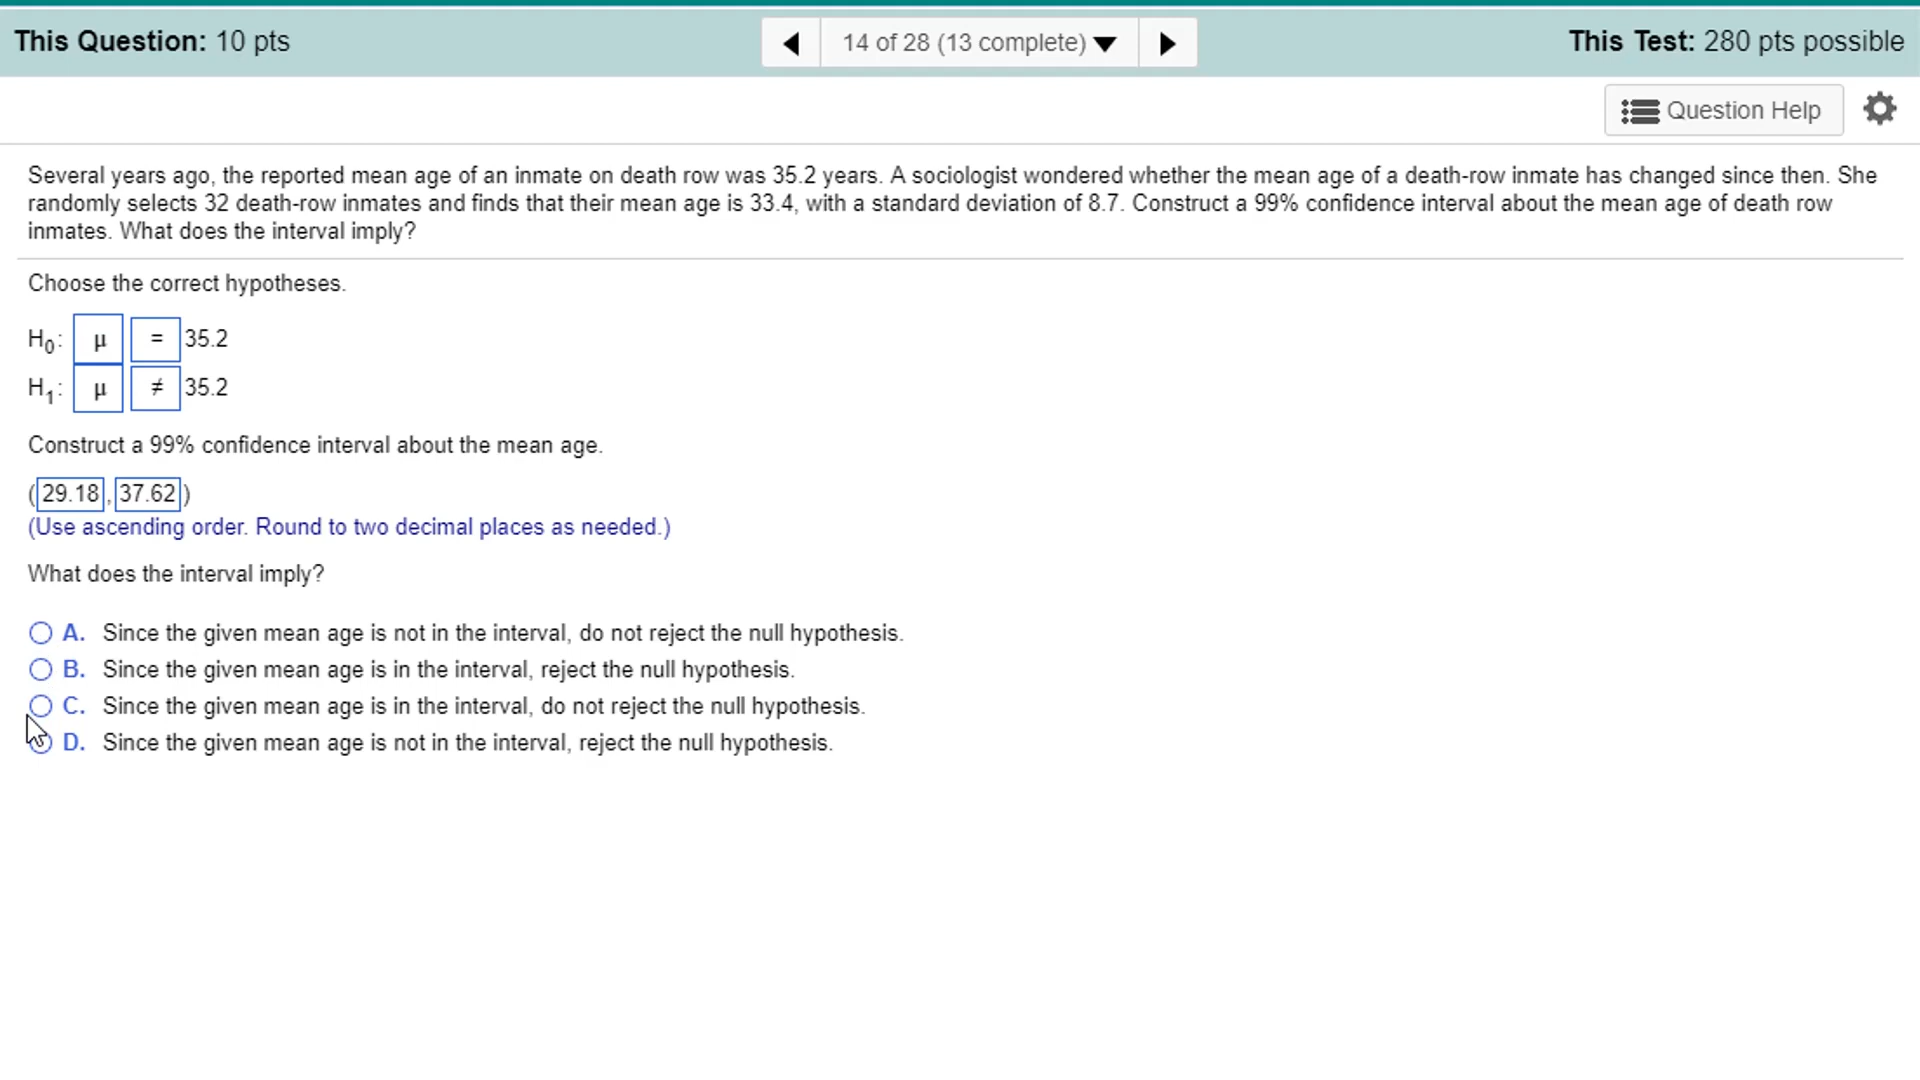 This Question: 10 pts
14 of 28 (13 complete)
This Test: 280 pts possible
Question Help
Several years ago, the reported mean age of an inmate on death row was 35.2 years. A sociologist wondered whether the mean age of a death-row inmate has changed since then. She
randomly selects 32 death-row inmates and finds that their mean age is 33.4, with a standard deviation of 8.7. Construct a 99% confidence interval about the mean age of death row
inmates. What does the interval imply?
Choose the correct hypotheses.
H₀: μ = 35.2
H₁: μ ≠ 35.2
Construct a 99% confidence interval about the mean age.
(29.18, 37.62)
(Use ascending order. Round to two decimal places as needed.)
What does the interval imply?
A. Since the given mean age is not in the interval, do not reject the null hypothesis.
B. Since the given mean age is in the interval, reject the null hypothesis.
C. Since the given mean age is in the interval, do not reject the null hypothesis.
D. Since the given mean age is not in the interval, reject the null hypothesis.